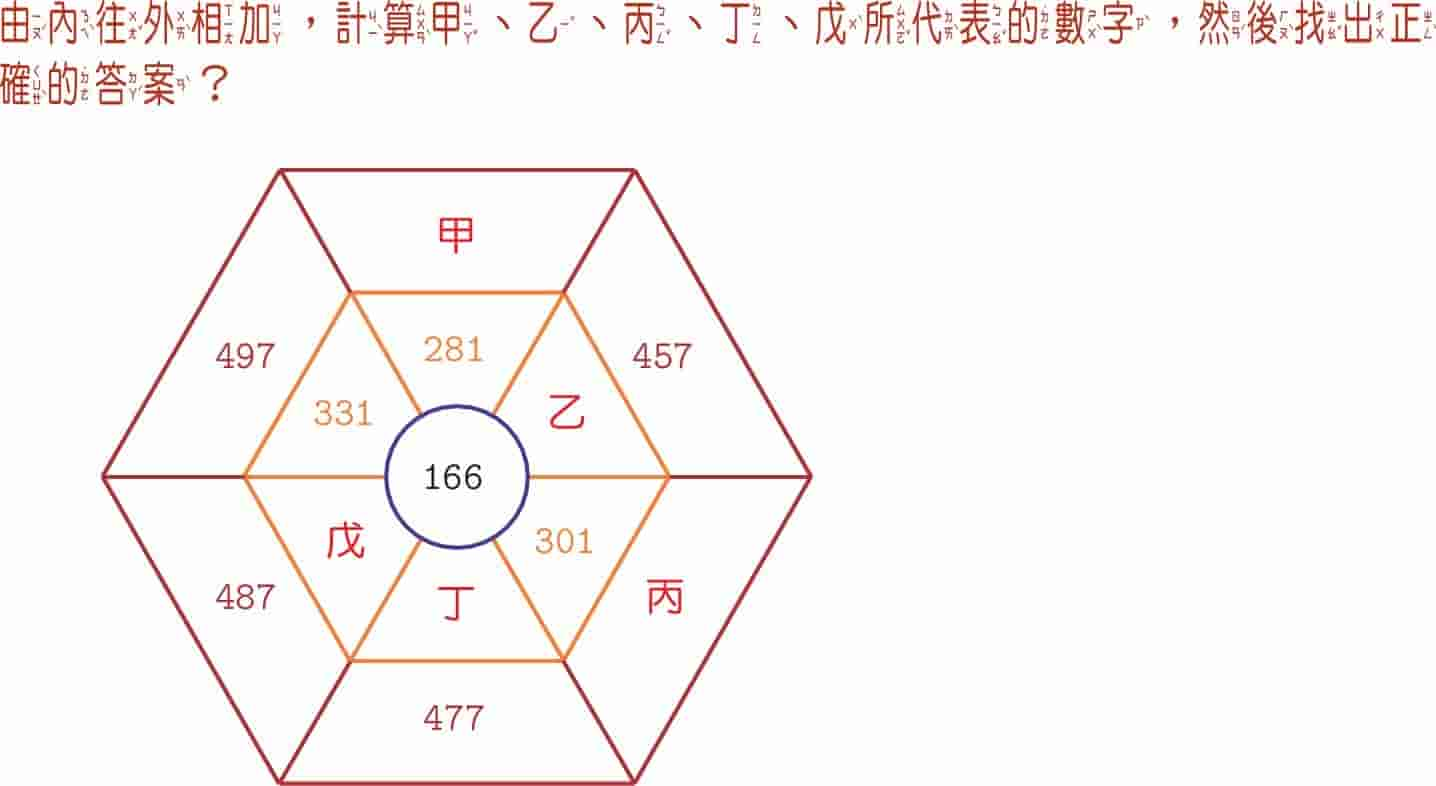 由內往外相加，計算甲、乙、丙、丁、戊所代表的數字，然後找出正
確的答案？
甲
497
281
457
331
乙
166
戊
301
487
丁
丙
477